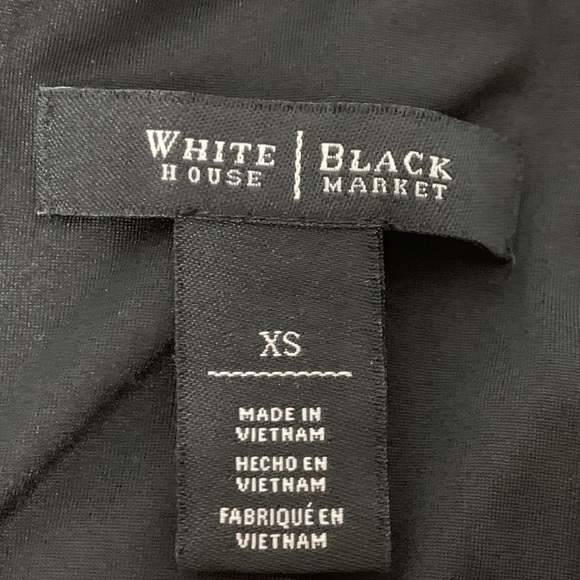 WHITE | BLACK
HOUSE | MARKET
XS
MADE IN
VIETNAM
HECHO EN
VIETNAM
FABRIQUÉ EN
VIETNAM